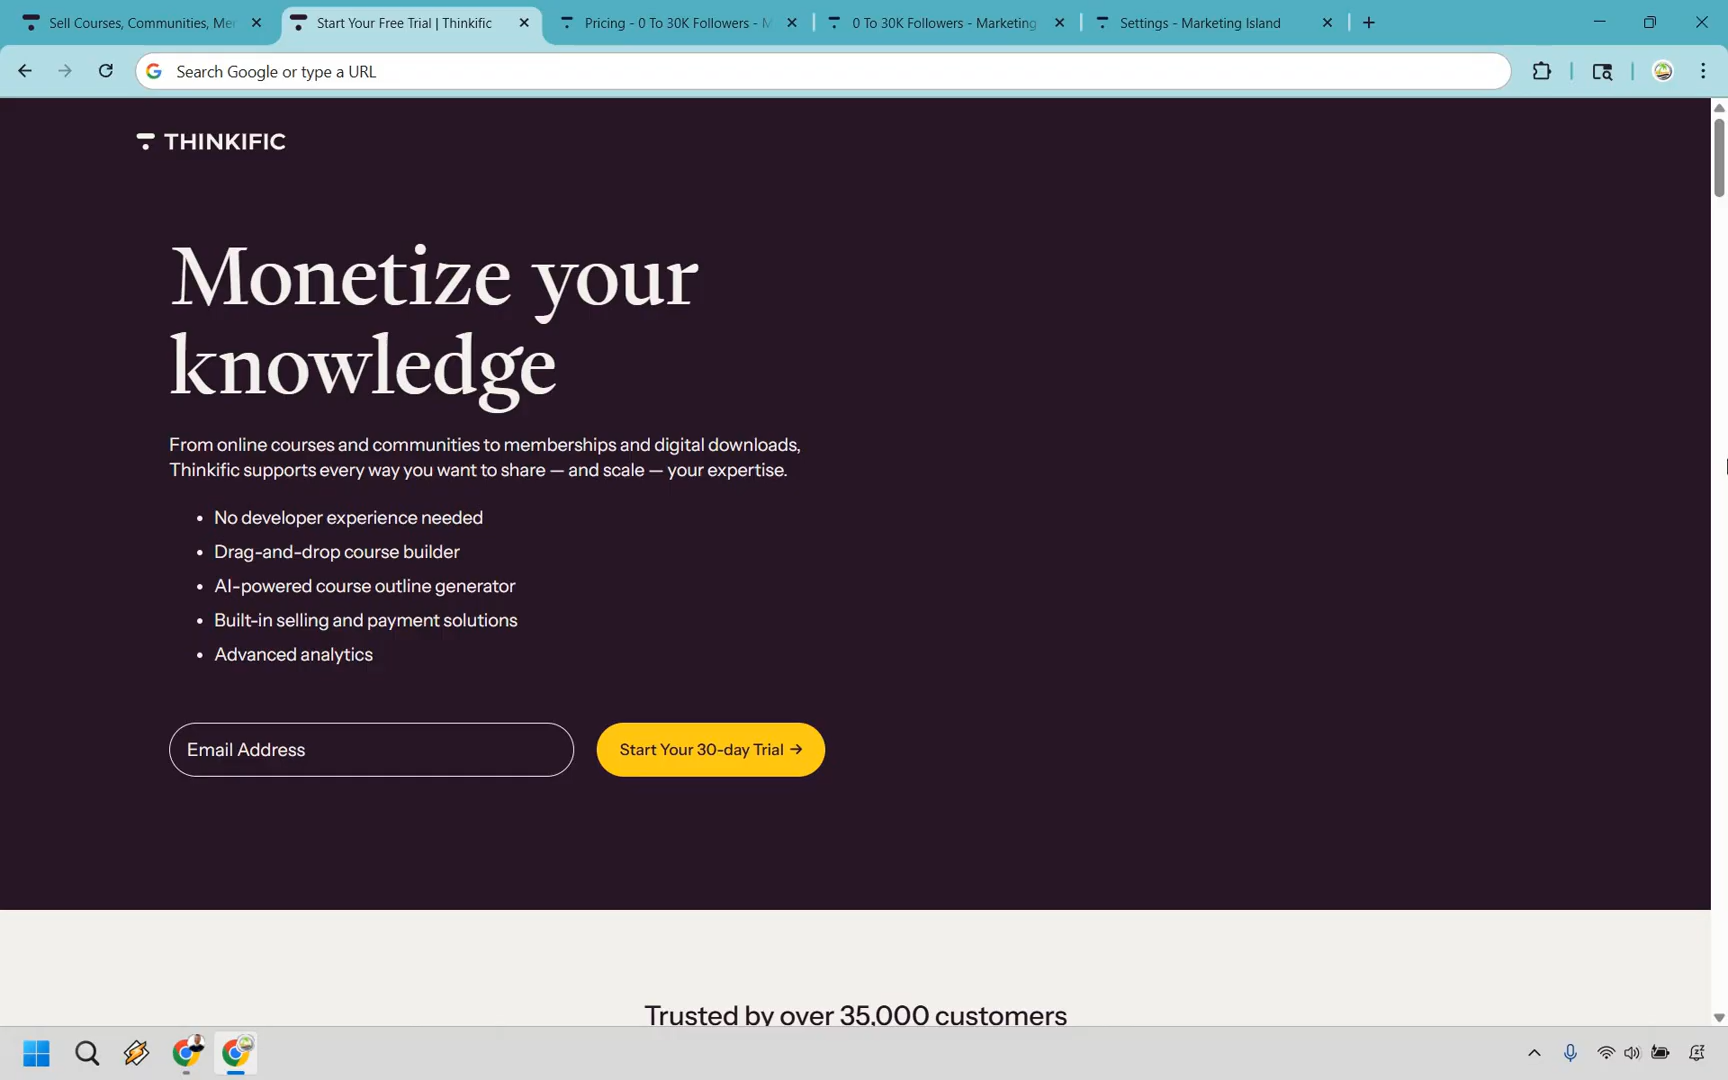 Sell Courses, Communities, Me
Start Your Free Trial | Thinkific
Pricing - 0 To 30K Followers - M
0 To 30K Followers - Marketing
Settings - Marketing Island
Search Google or type a URL
THINKIFIC
Monetize your
knowledge
From online courses and communities to memberships and digital downloads,
Thinkific supports every way you want to share — and scale — your expertise.
• No developer experience needed
• Drag-and-drop course builder
• AI-powered course outline generator
• Built-in selling and payment solutions
• Advanced analytics
Email Address
Start Your 30-day Trial →
Trusted by over 35,000 customers